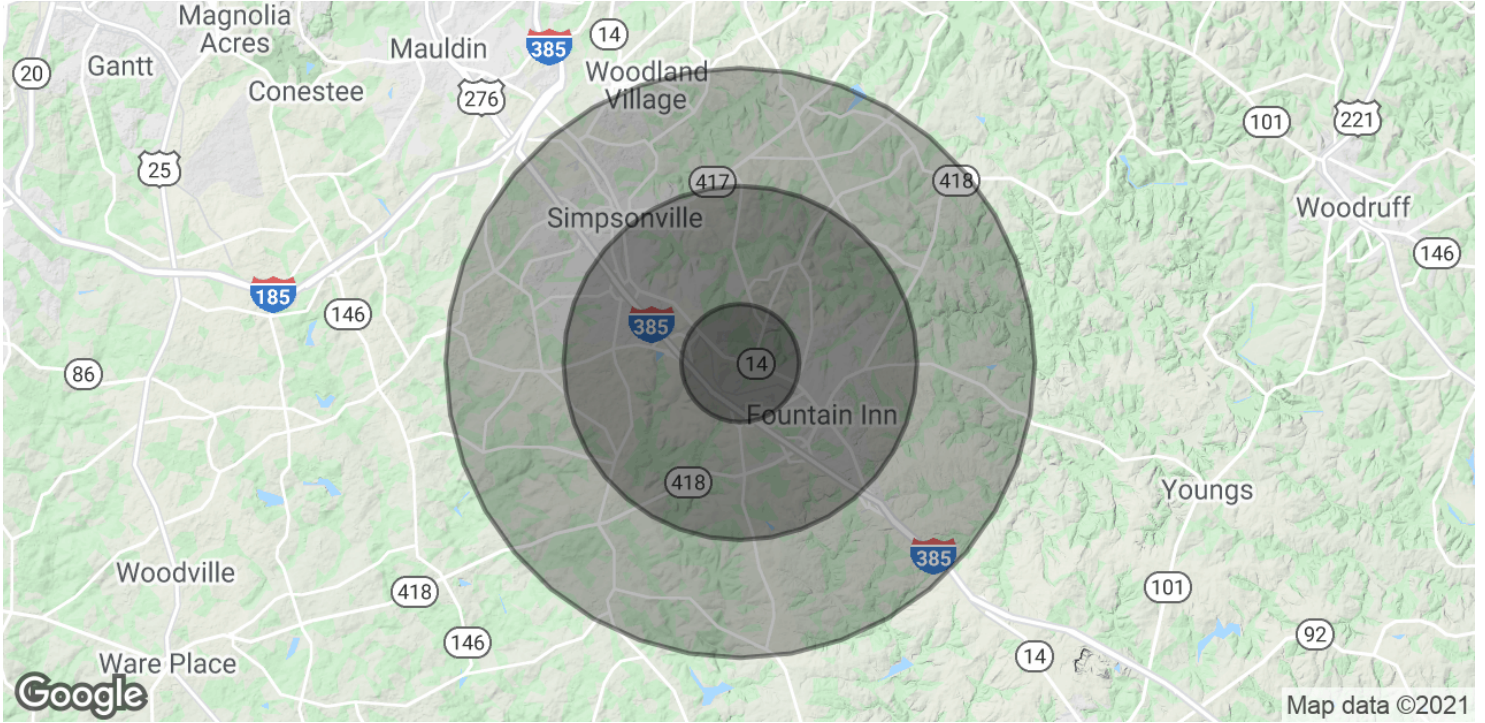 Magnolia
Acres
14
Mauldin
385
20
Gantt
Woodland
Village
Conestee
276
101
221
25
417
418
Woodruff
Simpsonville
146
185
146
385
14
86
Fountain Inn
418
Youngs
385
Woodville
418
101
146
92
14
Ware Place
Google
Map data ©2021